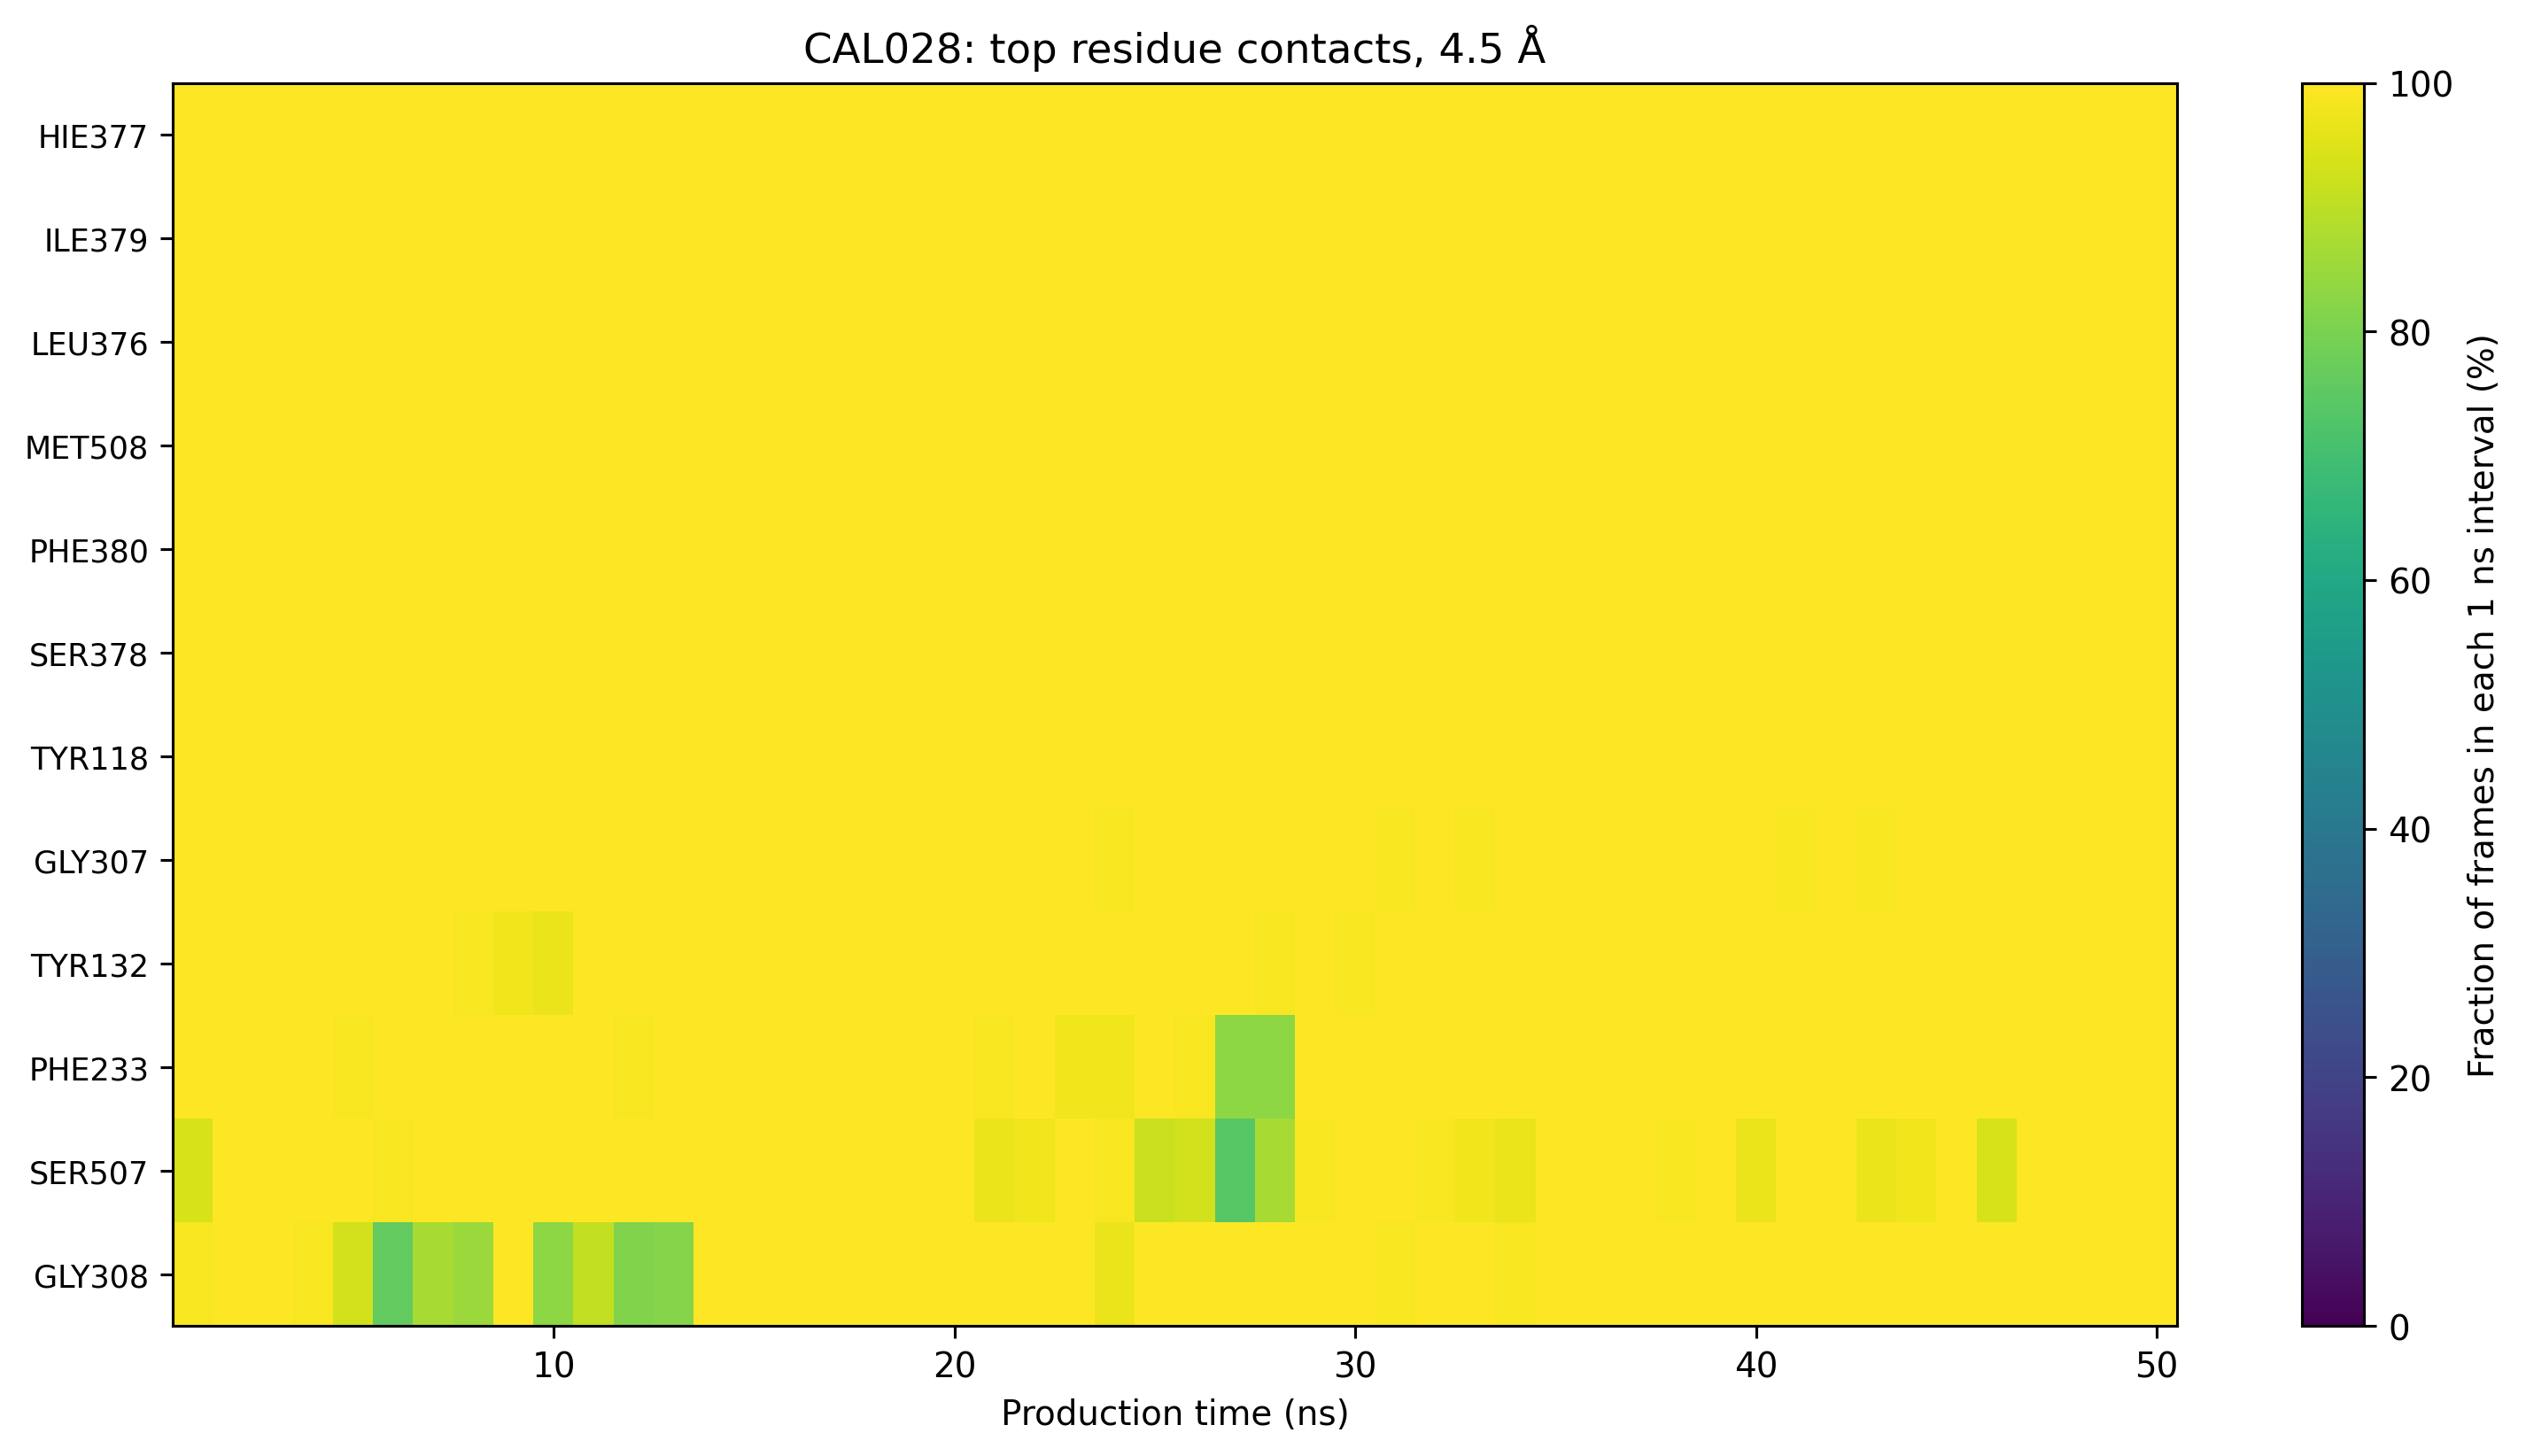 CAL028: top residue contacts, 4.5 Å
HIE377
ILE379
LEU376
MET508
PHE380
SER378
TYR118
GLY307
TYR132
PHE233
SER507
GLY308
10
20
30
40
50
Production time (ns)
100
80
60
40
20
0
Fraction of frames in each 1 ns interval (%)